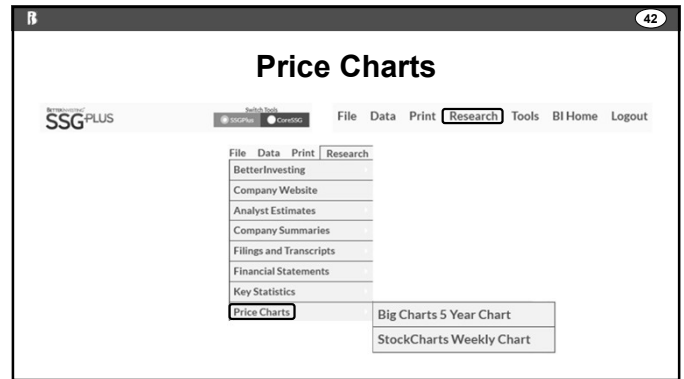 42
Price Charts
BETTERINVESTING™
SSGPLUS
Switch Tools
SSGPlus CoreSSG
File Data Print Research Tools BI Home Logout
File Data Print Research
BetterInvesting
Company Website
Analyst Estimates
Company Summaries
Filings and Transcripts
Financial Statements
Key Statistics
Price Charts
Big Charts 5 Year Chart
StockCharts Weekly Chart